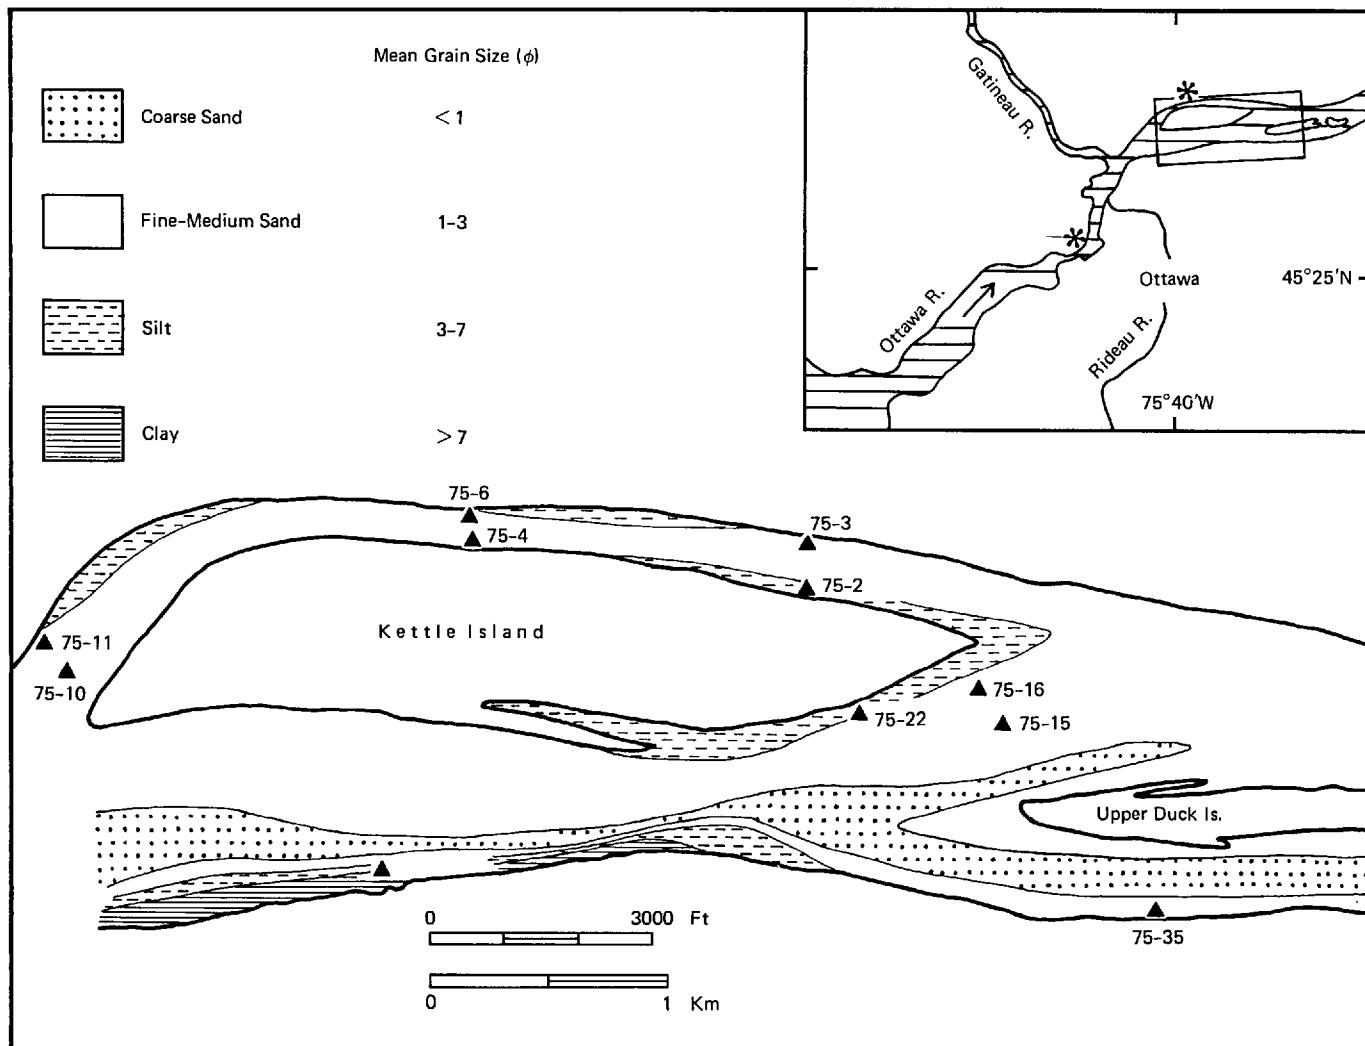 Mean Grain Size (ϕ)
Coarse Sand <1
Fine-Medium Sand 1-3
Silt 3-7
Clay >7
Gatineau R.
Ottawa R.
Ottawa
Rideau R.
45°25'N
75°40'W
75-6
75-4
75-3
75-2
75-11
75-10
Kettle Island
75-16
75-22
75-15
Upper Duck Is.
75-35
0 3000 Ft
0 1 Km